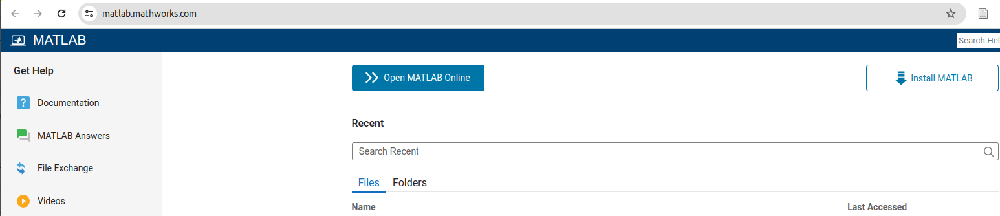 matlab.mathworks.com
MATLAB
Search Hel
Get Help
Documentation
MATLAB Answers
File Exchange
Videos
Open MATLAB Online
Install MATLAB
Recent
Search Recent
Files Folders
Name Last Accessed